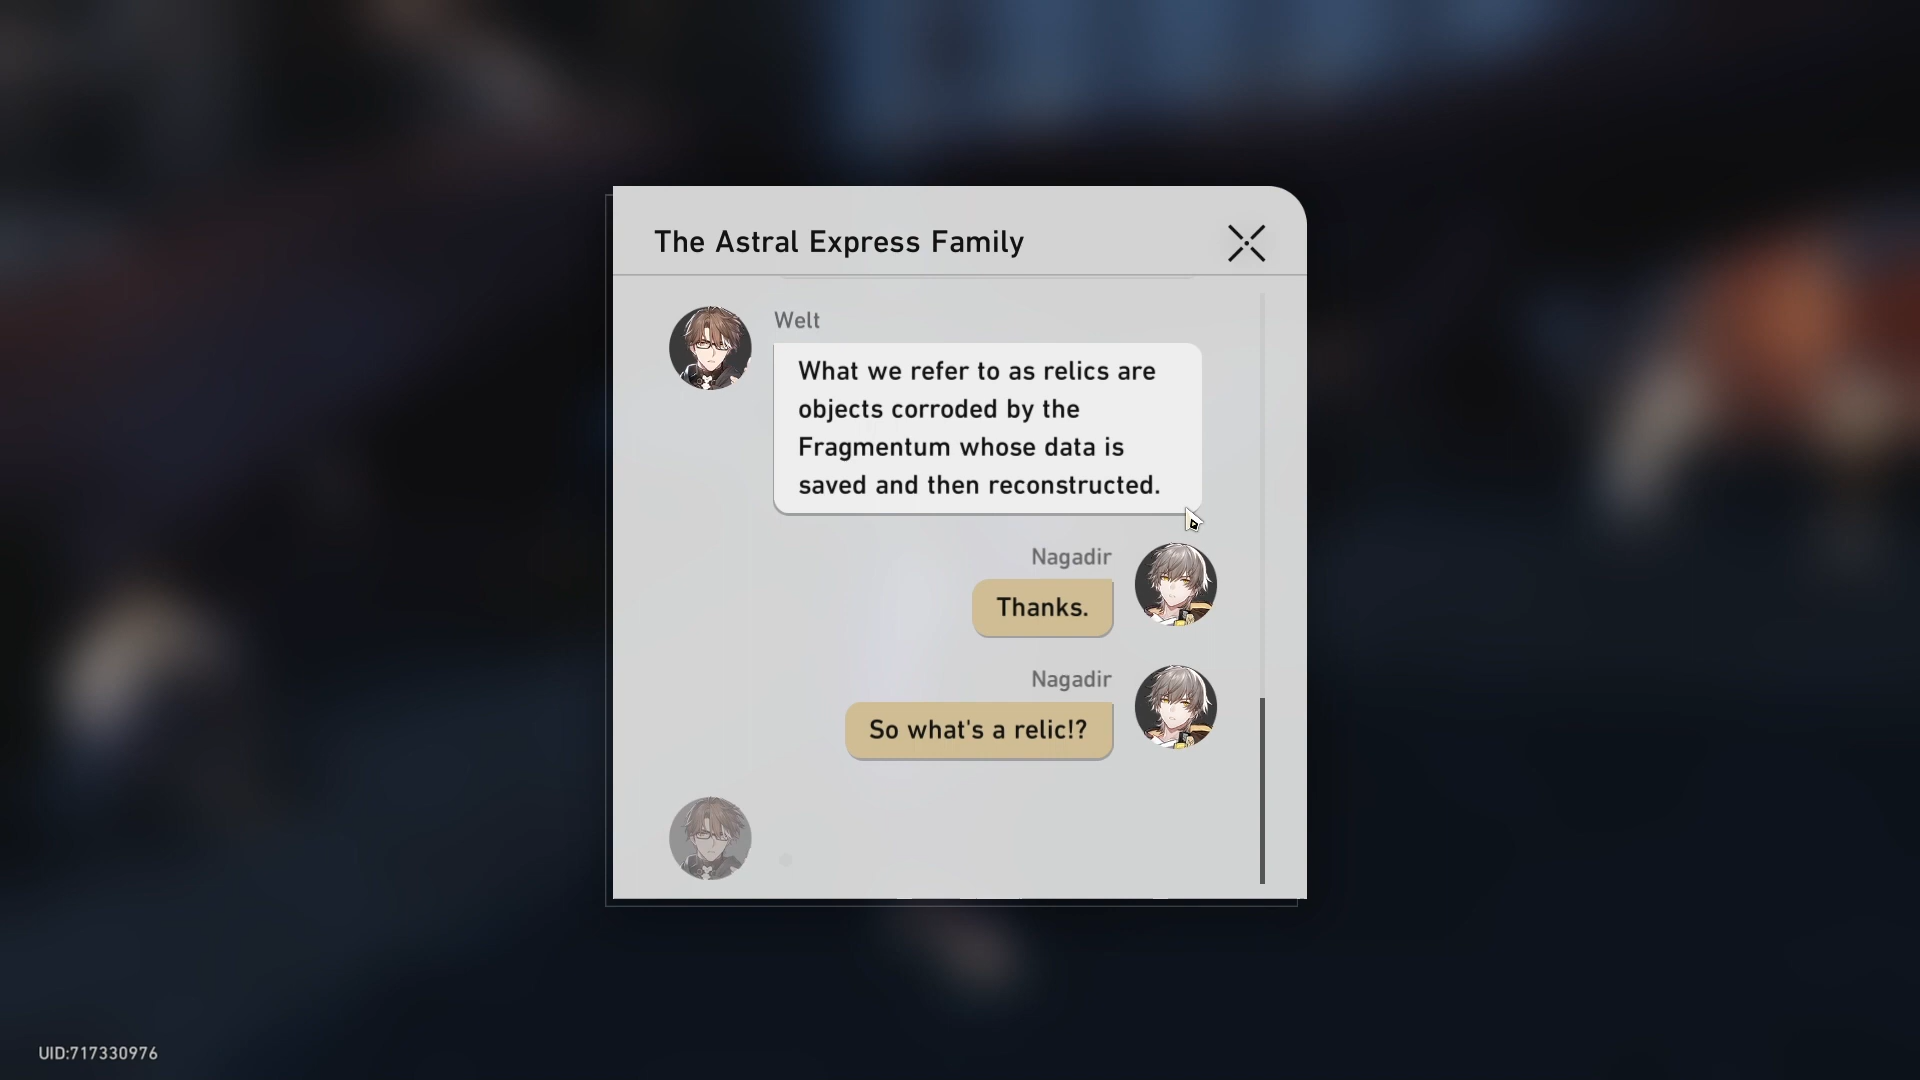 The Astral Express Family
Welt
What we refer to as relics are
objects corroded by the
Fragmentum whose data is
saved and then reconstructed.
Nagadir
Thanks.
Nagadir
So what's a relic!?
UID:717330976